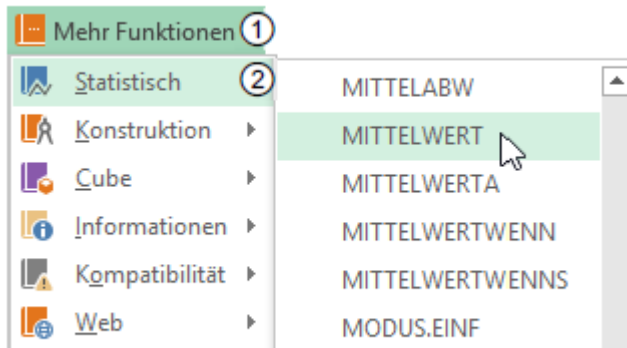 Mehr Funktionen 1
Statistisch 2
Konstruktion
Cube
Informationen
Kompatibilität
Web
MITTELABW
MITTELWERT
MITTELWERTA
MITTELWERTWENN
MITTELWERTWENNS
MODUS.EINF